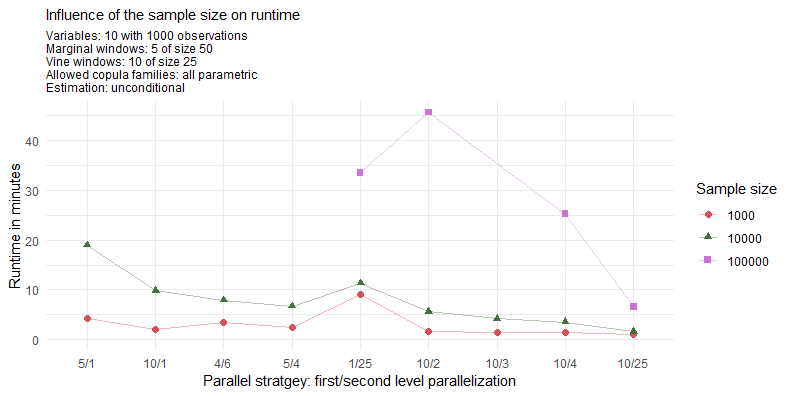 Influence of the sample size on runtime
Variables: 10 with 1000 observations
Marginal windows: 5 of size 50
Vine windows: 10 of size 25
Allowed copula families: all parametric
Estimation: unconditional
Runtime in minutes
40
30
20
10
0
5/1 10/1 4/6 5/4 1/25 10/2 10/3 10/4 10/25
Parallel stratgey: first/second level parallelization
Sample size
1000
10000
100000